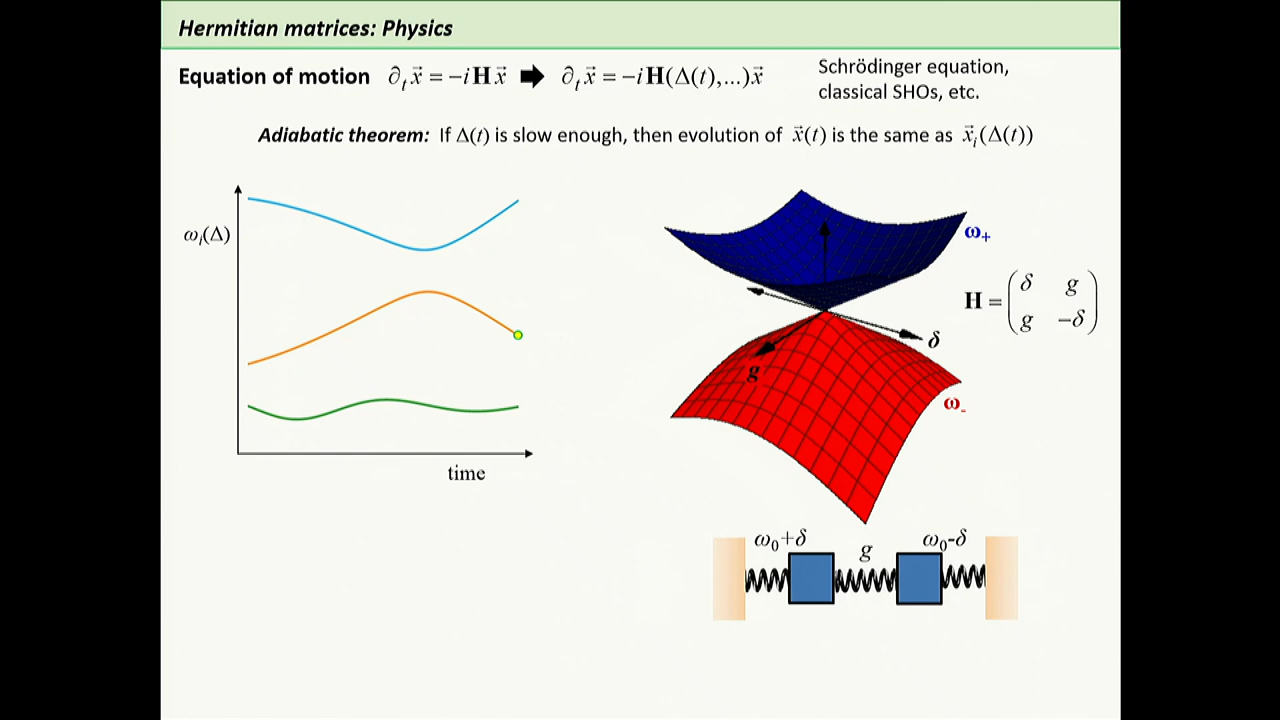 Hermitian matrices: Physics
Equation of motion ∂ₜx⃗ = −iHx⃗ ➡ ∂ₜx⃗ = −iH(Δ(t),...)x⃗
Schrödinger equation,
classical SHOs, etc.
Adiabatic theorem: If Δ(t) is slow enough, then evolution of x⃗(t) is the same as x⃗ᵢ(Δ(t))
ωᵢ(Δ)
time
ω₊
H = (δ g
g −δ)
δ
g
ω₋
ω₀+δ g ω₀-δ